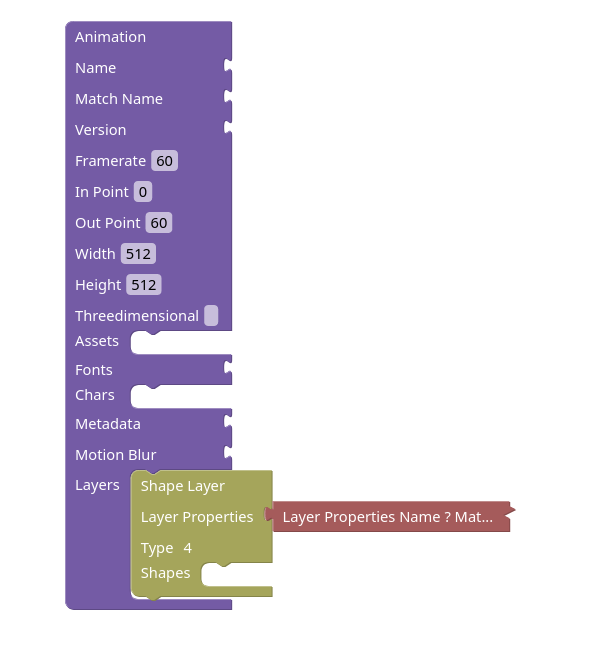 Animation
Name
Match Name
Version
Framerate 60
In Point 0
Out Point 60
Width 512
Height 512
Threedimensional
Assets
Fonts
Chars
Metadata
Motion Blur
Layers Shape Layer
Layer Properties Layer Properties Name ? Mat...
Type 4
Shapes